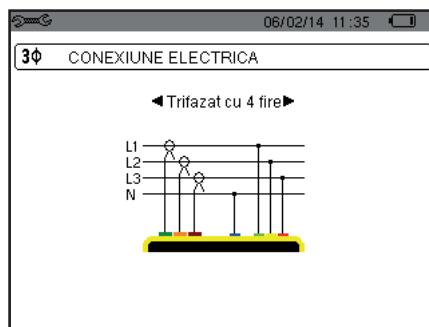 06/02/14 11:35
3Φ CONEXIUNE ELECTRICA
◄Trifazat cu 4 fire►
L1
L2
L3
N